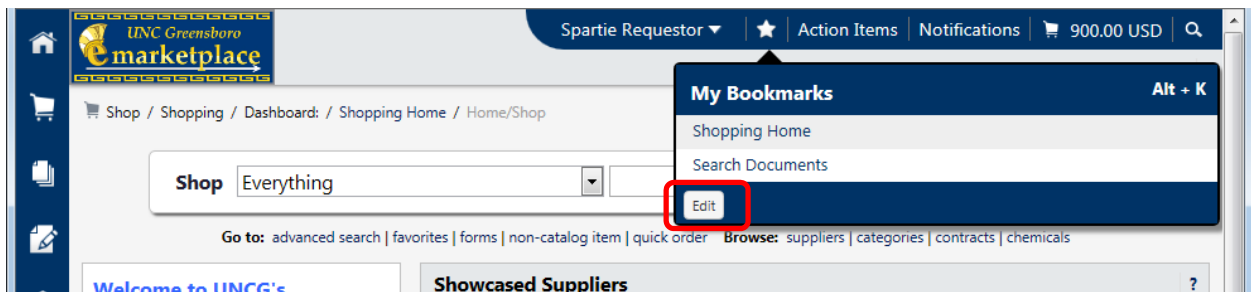 UNC Greensboro
emarketplace
Spartie Requestor ▼ Action Items Notifications 900.00 USD
My Bookmarks Alt + K
Shopping Home
Search Documents
Edit
Shop / Shopping / Dashboard: / Shopping Home / Home/Shop
Shop Everything
Go to: advanced search | favorites | forms | non-catalog item | quick order Browse: suppliers | categories | contracts | chemicals
Welcome to UNCG's
Showcased Suppliers ?